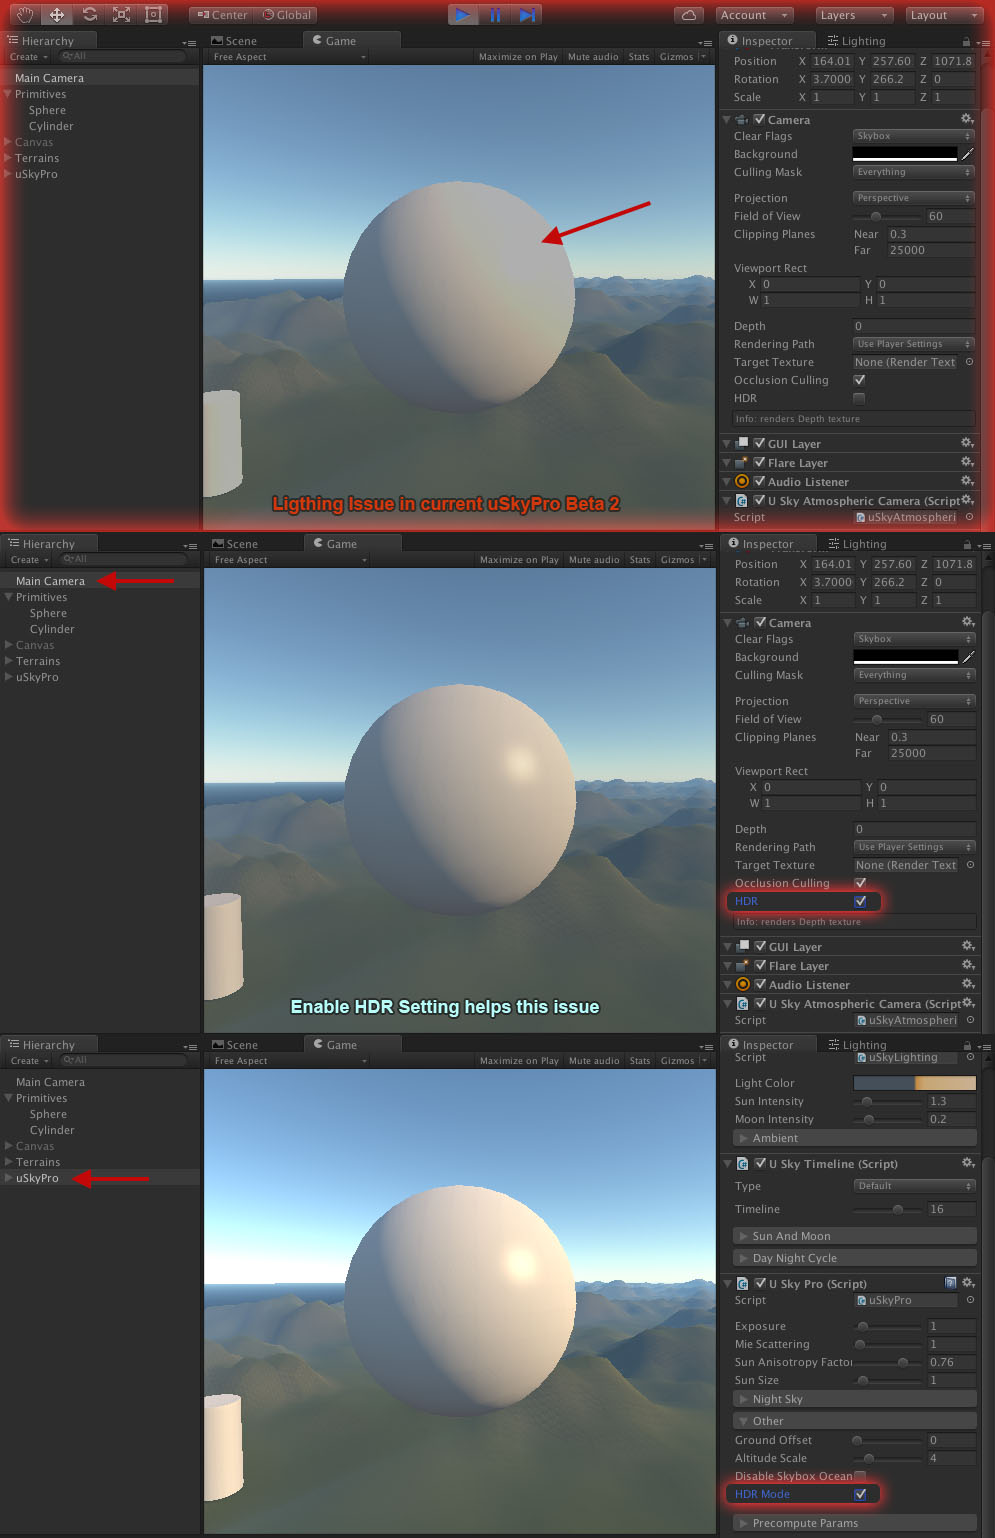 Center Global Account Layers Layout
Hierarchy Scene Game Inspector Lighting
Create All Free Aspect Maximize on Play Mute audio Stats Gizmos
Main Camera
Primitives
Sphere
Cylinder
Canvas
Terrains
uSkyPro
Ligthing Issue in current uSkyPro Beta 2
Position X 164.01 Y 257.60 Z 1071.8
Rotation X 3.7000 Y 266.2 Z 0
Scale X 1 Y 1 Z 1
Camera
Clear Flags Skybox
Background
Culling Mask Everything
Projection Perspective
Field of View 60
Clipping Planes Near 0.3
Far 25000
Viewport Rect
X 0 Y 0
W 1 H 1
Depth 0
Rendering Path Use Player Settings
Target Texture None (Render Text
Occlusion Culling
HDR
Info: renders Depth texture
GUI Layer
Flare Layer
Audio Listener
U Sky Atmospheric Camera (Script
Script uSkyAtmospheri
Hierarchy Scene Game Inspector Lighting
Create All Free Aspect Maximize on Play Mute audio Stats Gizmos
Main Camera
Primitives
Sphere
Cylinder
Canvas
Terrains
uSkyPro
Enable HDR Setting helps this issue
Position X 164.01 Y 257.60 Z 1071.8
Rotation X 3.7000 Y 266.2 Z 0
Scale X 1 Y 1 Z 1
Camera
Clear Flags Skybox
Background
Culling Mask Everything
Projection Perspective
Field of View 60
Clipping Planes Near 0.3
Far 25000
Viewport Rect
X 0 Y 0
W 1 H 1
Depth 0
Rendering Path Use Player Settings
Target Texture None (Render Text
Occlusion Culling
HDR
Info: renders Depth texture
GUI Layer
Flare Layer
Audio Listener
U Sky Atmospheric Camera (Script
Script uSkyAtmospheri
Hierarchy Scene Game Inspector Lighting
Create All Free Aspect Maximize on Play Mute audio Stats Gizmos
Main Camera
Primitives
Sphere
Cylinder
Canvas
Terrains
uSkyPro
Script uSkyLighting
Light Color
Sun Intensity 1.3
Moon Intensity 0.2
Ambient
U Sky Timeline (Script)
Type Default
Timeline 16
Sun And Moon
Day Night Cycle
U Sky Pro (Script)
Script uSkyPro
Exposure 1
Mie Scattering 1
Sun Anisotropy Factor 0.76
Sun Size 1
Night Sky
Other
Ground Offset 0
Altitude Scale 4
Disable Skybox Ocean
HDR Mode
Precompute Params